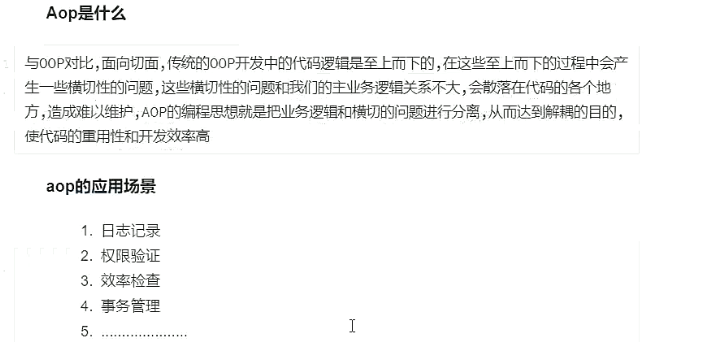 Aop是什么
与OOP对比,面向切面,传统的OOP开发中的代码逻辑是至上而下的,在这些至上而下的过程中会产
生一些横切性的问题,这些横切性的问题和我们的主业务逻辑关系不大,会散落在代码的各个地
方,造成难以维护,AOP的编程思想就是把业务逻辑和横切的问题进行分离,从而达到解耦的目的,
使代码的重用性和开发效率高
aop的应用场景
1. 日志记录
2. 权限验证
3. 效率检查
4. 事务管理
5. .....................